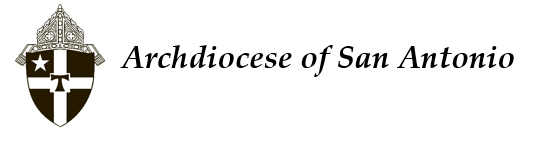 Archdiocese of San Antonio